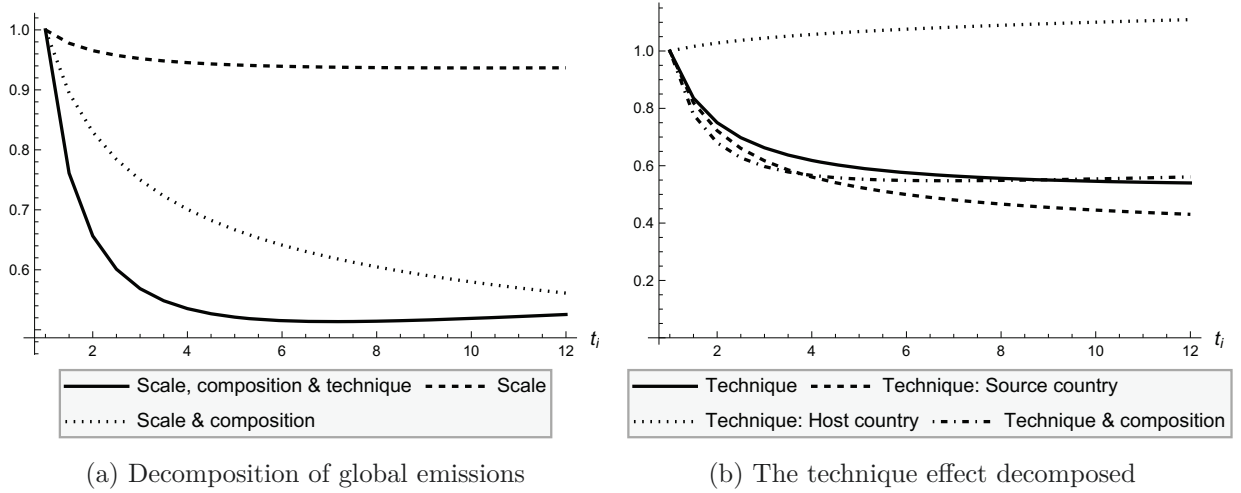 1.0
0.9
0.8
0.7
0.6
2 4 6 8 10 12 t_i
Scale, composition & technique Scale
Scale & composition
(a) Decomposition of global emissions
1.0
0.8
0.6
0.4
0.2
2 4 6 8 10 12 t_i
Technique Technique: Source country
Technique: Host country Technique & composition
(b) The technique effect decomposed